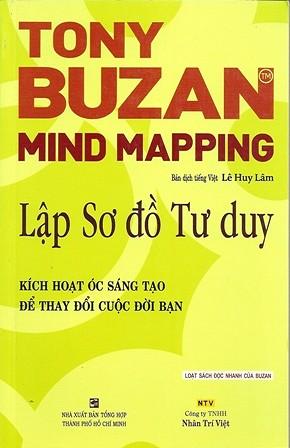 TONY
BUZAN™
MIND MAPPING
Bản dịch tiếng Việt Lê Huy Lâm
Lập Sơ đồ Tư duy
KÍCH HOẠT ÓC SÁNG TẠO
ĐỂ THAY ĐỔI CUỘC ĐỜI BẠN
LOẠT SÁCH ĐỌC NHANH CỦA BUZAN
NHÀ XUẤT BẢN TỔNG HỢP
THÀNH PHỐ HỒ CHÍ MINH
NTV
Công ty TNHH
Nhân Trí Việt